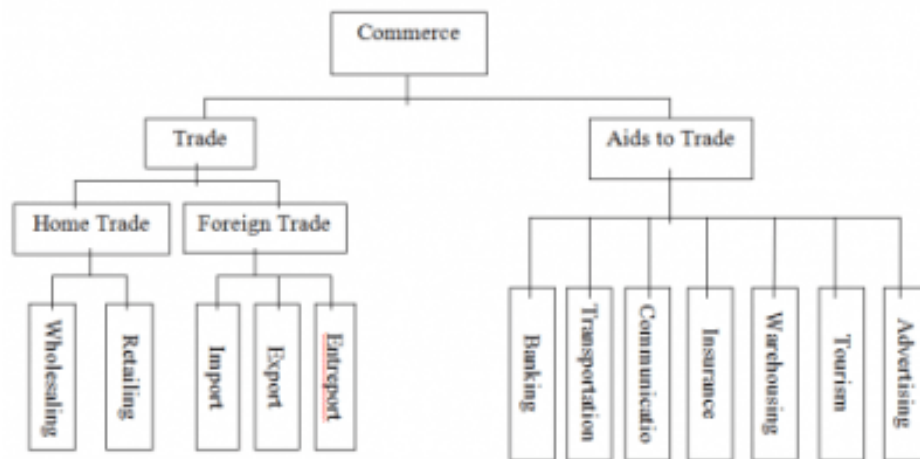 Commerce
Trade
Aids to Trade
Home Trade
Foreign Trade
Wholesaling
Retailing
Import
Export
Entreport
Banking
Transportation
Communicatio
Insurance
Warehousing
Tourism
Advertising